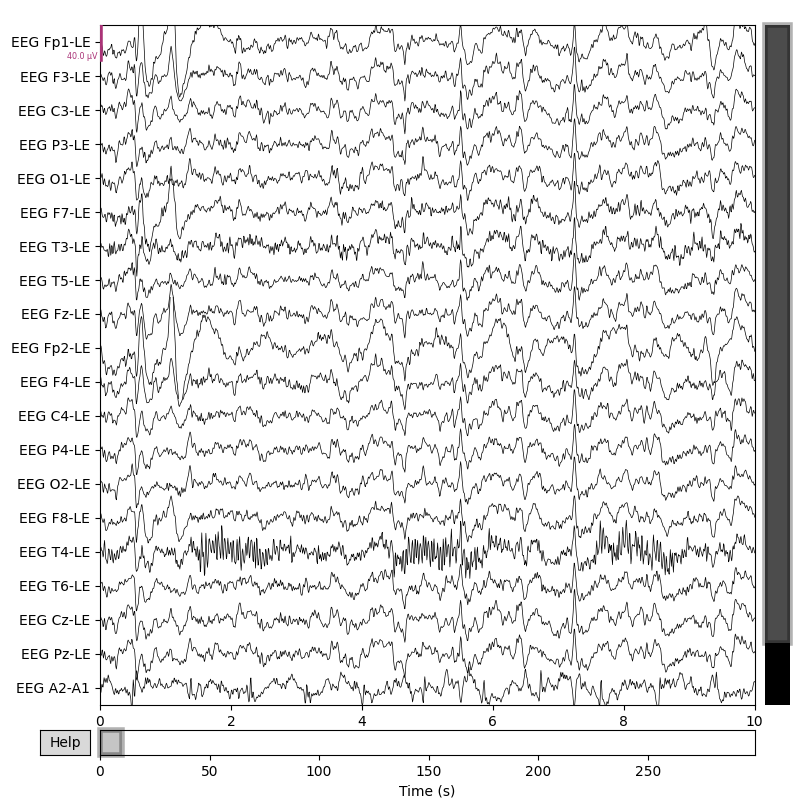 EEG Fp1-LE
40.0 µV
EEG F3-LE
EEG C3-LE
EEG P3-LE
EEG O1-LE
EEG F7-LE
EEG T3-LE
EEG T5-LE
EEG Fz-LE
EEG Fp2-LE
EEG F4-LE
EEG C4-LE
EEG P4-LE
EEG O2-LE
EEG F8-LE
EEG T4-LE
EEG T6-LE
EEG Cz-LE
EEG Pz-LE
EEG A2-A1
0 2 4 6 8 10
Help
0 50 100 150 200 250
Time (s)